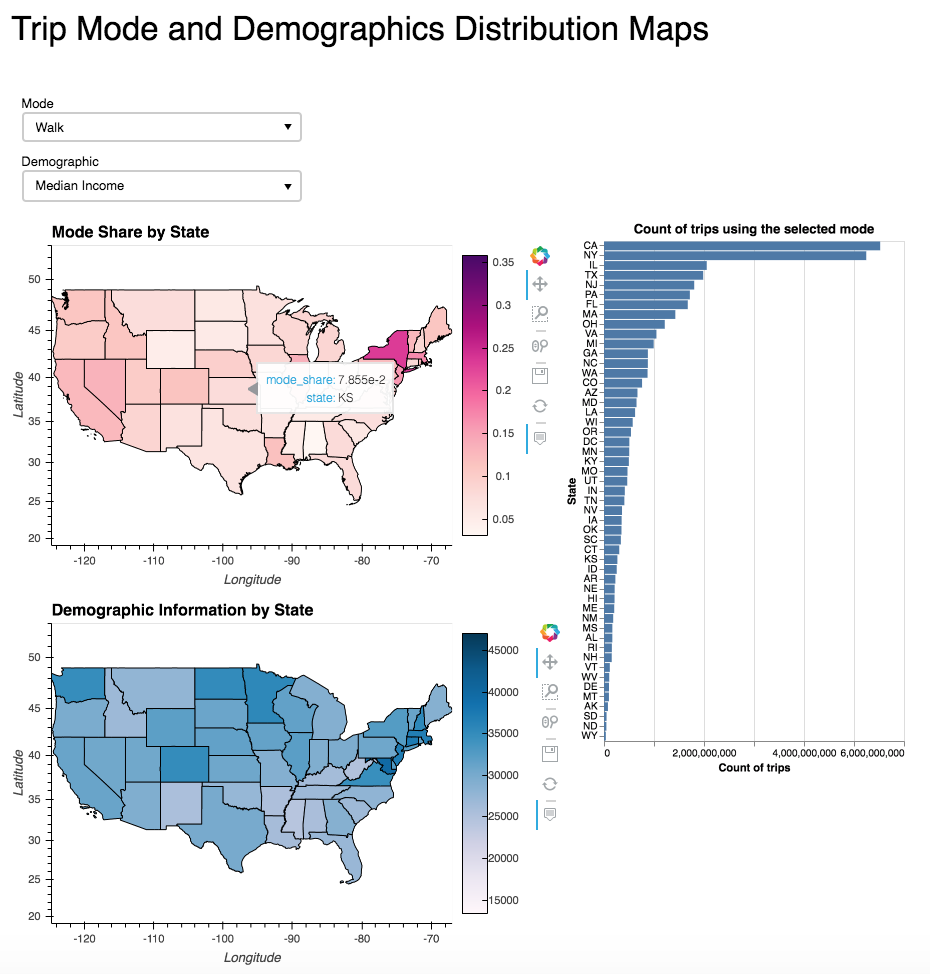 Trip Mode and Demographics Distribution Maps
Mode
Walk
Demographic
Median Income
Mode Share by State
50
45
40
35
30
25
20
Latitude
-120
-110
-100
-90
-80
-70
Longitude
mode_share: 7.855e-2
state: KS
0.35
0.3
0.25
0.2
0.15
0.1
0.05
Demographic Information by State
50
45
40
35
30
25
20
Latitude
-120
-110
-100
-90
-80
-70
Longitude
45000
40000
35000
30000
25000
20000
15000
Count of trips using the selected mode
State
CA
NY
IL
TX
NJ
PA
FL
MA
OH
VA
MI
GA
NC
WA
CO
AZ
MD
LA
WI
OR
DC
MN
KY
MO
UT
IN
TN
NV
IA
OK
SC
CT
KS
ID
AR
NE
HI
ME
NM
MS
AL
RI
NH
VT
WV
DE
MT
AK
SD
ND
WY
0
2,000,000,000
4,000,000,000
6,000,000,000
Count of trips